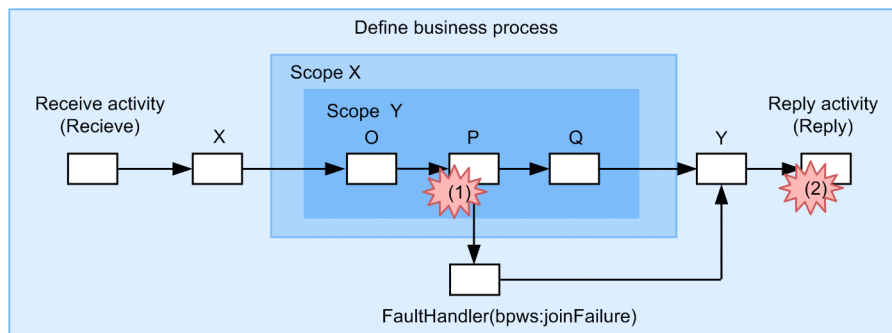 Define business process
Scope X
Receive activity
(Recieve)
Scope Y
Reply activity
(Reply)
X
O
P
Q
Y
(1)
(2)
FaultHandler(bpws:joinFailure)